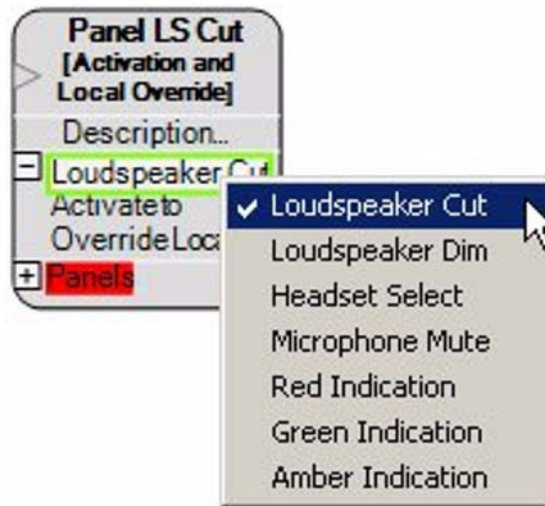 Panel LS Cut
[Activation and
Local Override]
Description...
Loudspeaker Cut
Activate to
Override Loca
Panels
Loudspeaker Cut
Loudspeaker Dim
Headset Select
Microphone Mute
Red Indication
Green Indication
Amber Indication